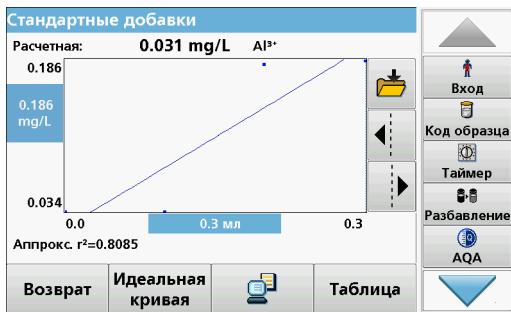 Стандартные добавки
Расчетная: 0.031 mg/L Al³⁺
0.186
0.186
mg/L
0.034
0.0 0.3 мл 0.3
Аппрокс. r²=0.8085
Возврат
Идеальная
кривая
Таблица
Вход
Код образца
Таймер
Разбавление
AQA